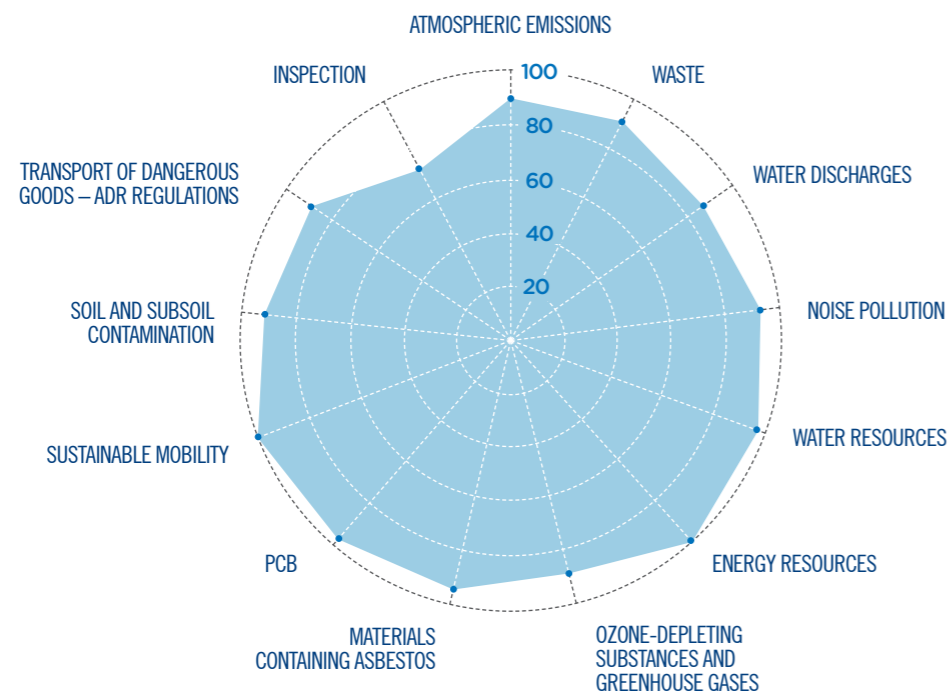 ATMOSPHERIC EMISSIONS
INSPECTION
100
WASTE
80
TRANSPORT OF DANGEROUS
GOODS – ADR REGULATIONS
WATER DISCHARGES
60
40
20
SOIL AND SUBSOIL
CONTAMINATION
NOISE POLLUTION
SUSTAINABLE MOBILITY
WATER RESOURCES
PCB
ENERGY RESOURCES
MATERIALS
CONTAINING ASBESTOS
OZONE-DEPLETING
SUBSTANCES AND
GREENHOUSE GASES